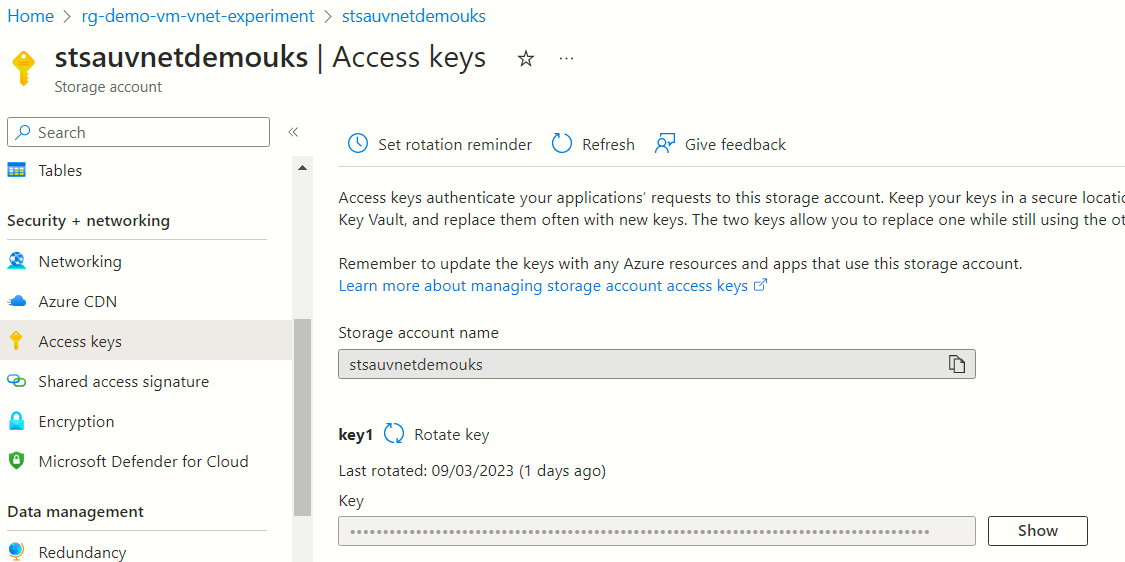 Home > rg-demo-vm-vnet-experiment > stsauvnetdemouks
stsauvnetdemouks | Access keys
Storage account
Search
Tables
Security + networking
Networking
Azure CDN
Access keys
Shared access signature
Encryption
Microsoft Defender for Cloud
Data management
Redundancy
Set rotation reminder Refresh Give feedback
Access keys authenticate your applications' requests to this storage account. Keep your keys in a secure
Key Vault, and replace them often with new keys. The two keys allow you to replace one while still using the
Remember to update the keys with any Azure resources and apps that use this storage account.
Learn more about managing storage account access keys
Storage account name
stsauvnetdemouks
key1 Rotate key
Last rotated: 09/03/2023 (1 days ago)
Key
Show